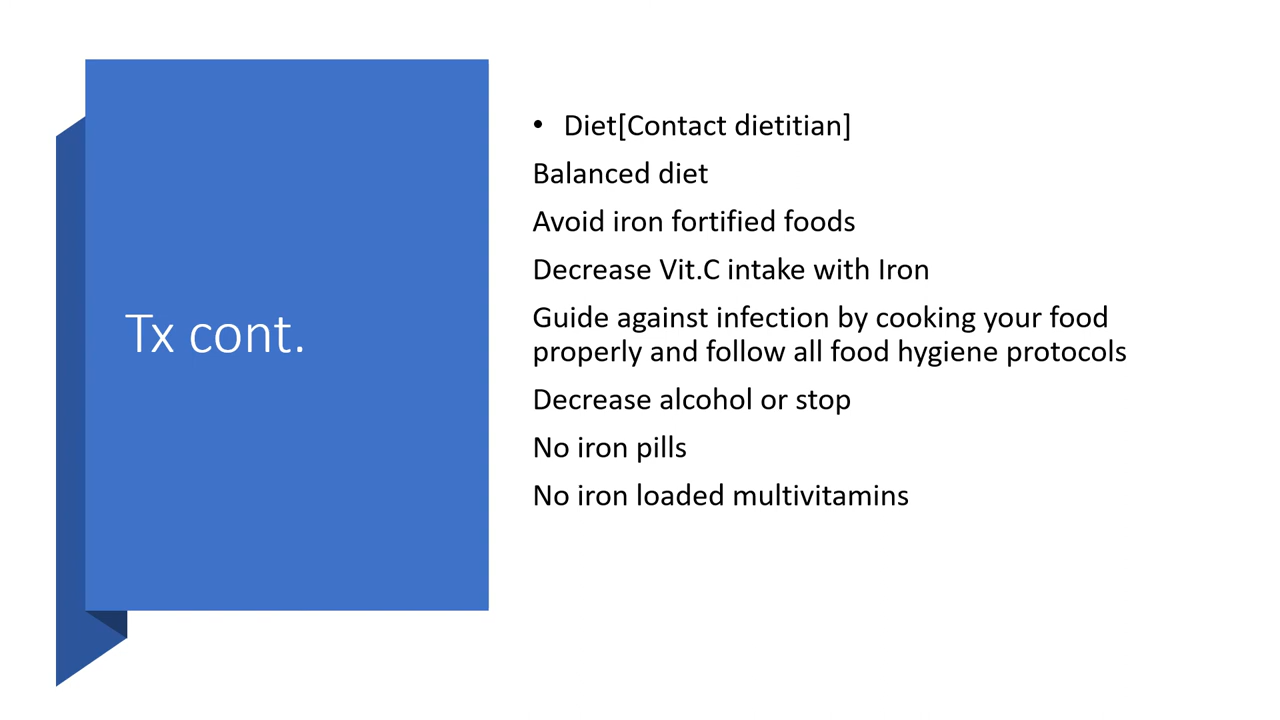 Tx cont.
• Diet[Contact dietitian]
Balanced diet
Avoid iron fortified foods
Decrease Vit.C intake with Iron
Guide against infection by cooking your food
properly and follow all food hygiene protocols
Decrease alcohol or stop
No iron pills
No iron loaded multivitamins